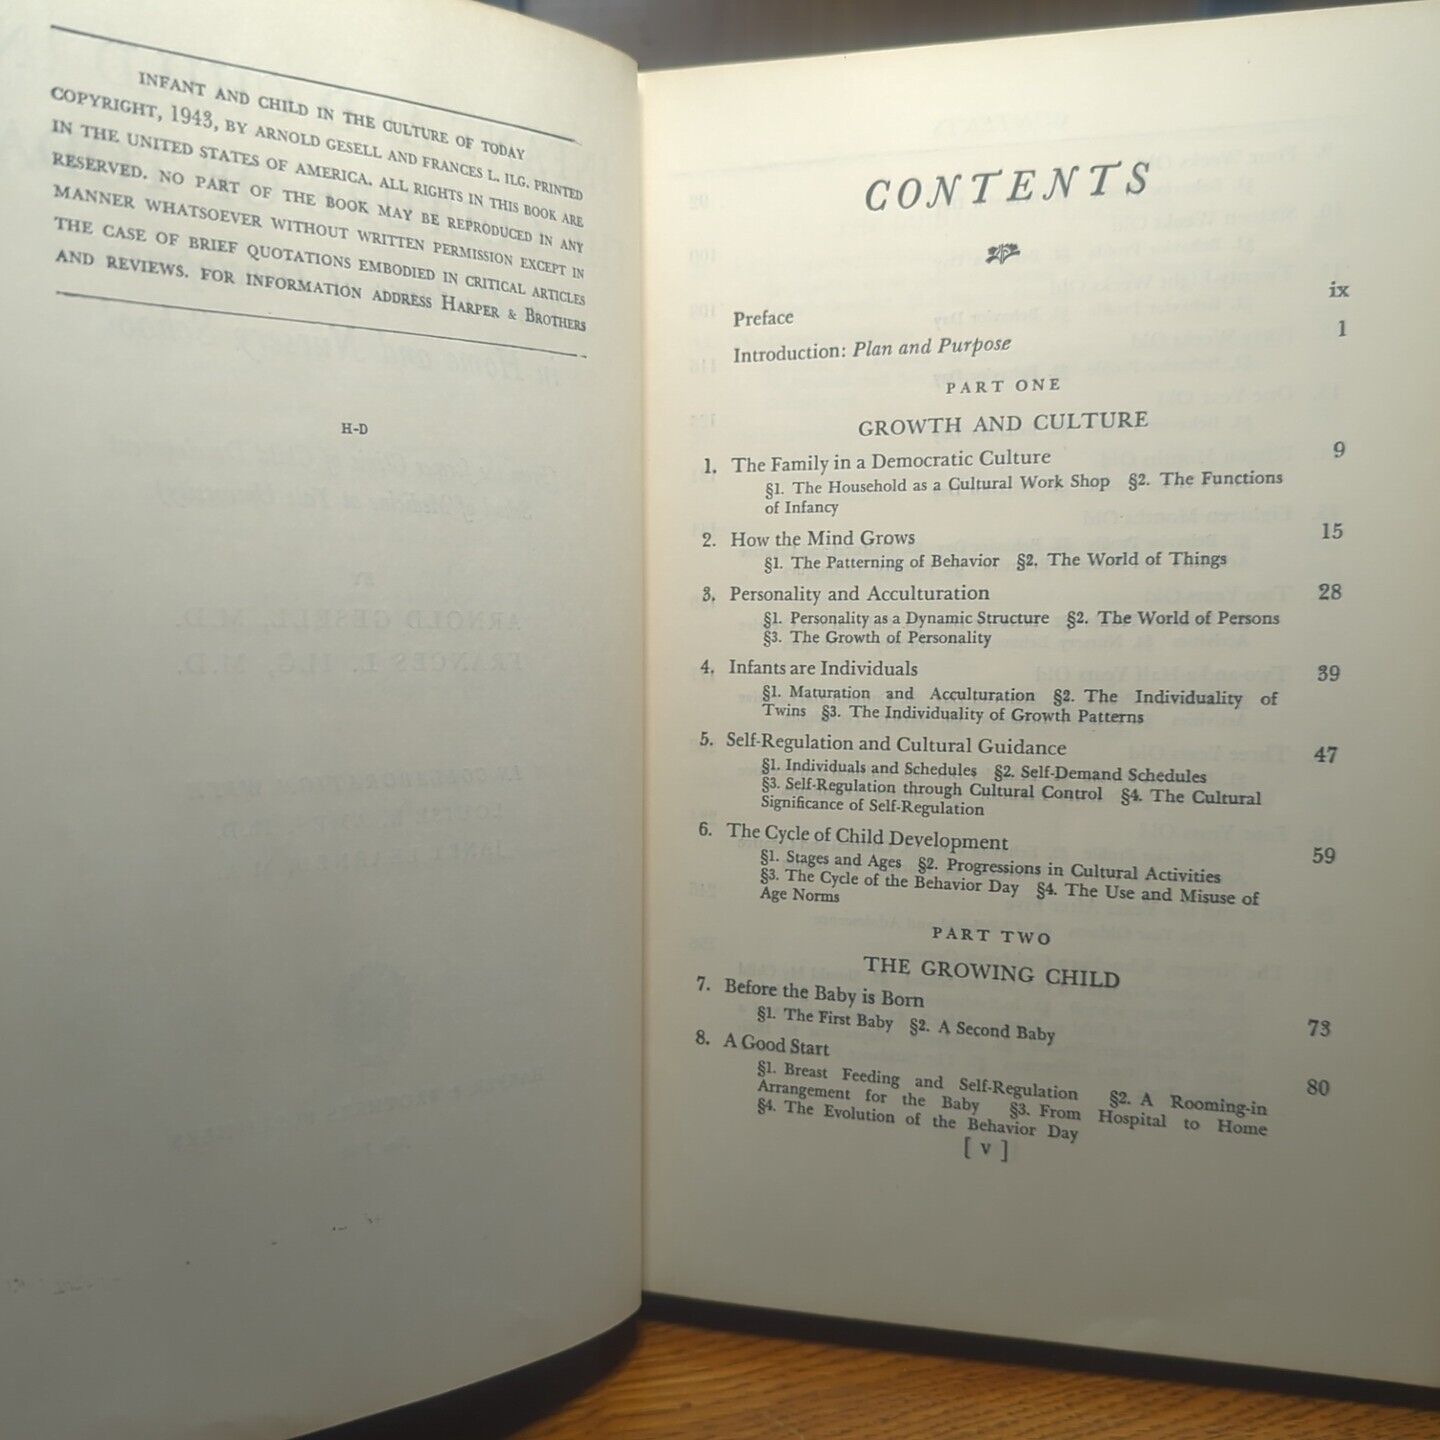 INFANT AND CHILD IN THE CULTURE OF TODAY
COPYRIGHT, 1943, BY ARNOLD GESELL AND FRANCES L. ILG. PRINTED
IN THE UNITED STATES OF AMERICA. ALL RIGHTS IN THIS BOOK ARE
RESERVED. NO PART OF THE BOOK MAY BE REPRODUCED IN ANY
MANNER WHATSOEVER WITHOUT WRITTEN PERMISSION EXCEPT IN
THE CASE OF BRIEF QUOTATIONS EMBODIED IN CRITICAL ARTICLES
AND REVIEWS. FOR INFORMATION ADDRESS HARPER & BROTHERS
H-D
CONTENTS
Preface ix
Introduction: Plan and Purpose 1
PART ONE
GROWTH AND CULTURE
1. The Family in a Democratic Culture 9
§1. The Household as a Cultural Work Shop §2. The Functions
of Infancy
2. How the Mind Grows 15
§1. The Patterning of Behavior §2. The World of Things
3. Personality and Acculturation 28
§1. Personality as a Dynamic Structure §2. The World of Persons
§3. The Growth of Personality
4. Infants are Individuals 39
§1. Maturation and Acculturation §2. The Individuality of
Twins §3. The Individuality of Growth Patterns
5. Self-Regulation and Cultural Guidance 47
§1. Individuals and Schedules §2. Self-Demand Schedules
§3. Self-Regulation through Cultural Control §4. The Cultural
Significance of Self-Regulation
6. The Cycle of Child Development 59
§1. Stages and Ages §2. Progressions in Cultural Activities
§3. The Cycle of the Behavior Day §4. The Use and Misuse of
Age Norms
PART TWO
THE GROWING CHILD
7. Before the Baby is Born 73
§1. The First Baby §2. A Second Baby
8. A Good Start 80
§1. Breast Feeding and Self-Regulation §2. A Rooming-in
Arrangement for the Baby §3. From Hospital to Home
§4. The Evolution of the Behavior Day
[ v ]